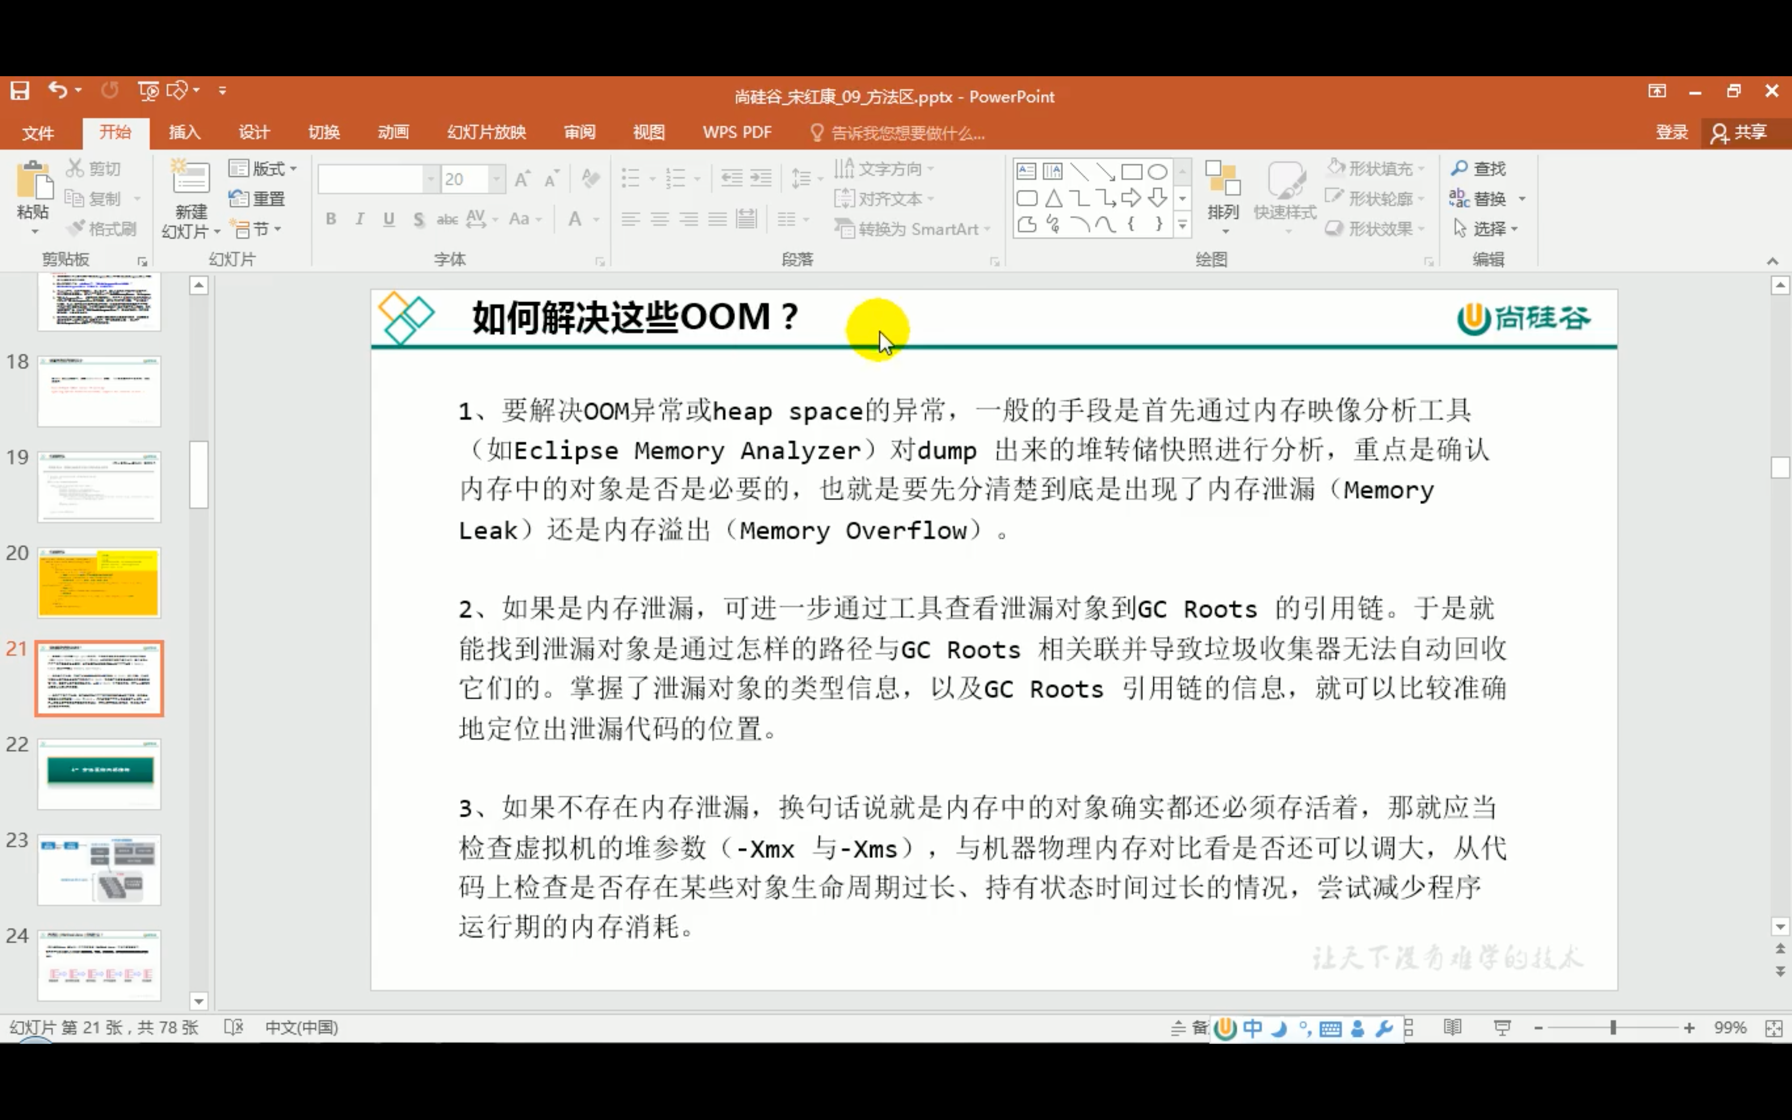 尚硅谷_宋红康_09_方法区.pptx - PowerPoint
文件 开始 插入 设计 切换 动画 幻灯片放映 审阅 视图 WPS PDF 告诉我您想要做什么... 登录 共享
粘贴 剪切 复制 格式刷
新建 幻灯片 版式 重置 节
20
B I U S abc AV Aa A
文字方向 对齐文本 转换为 SmartArt
排列 快速样式 形状填充 形状轮廓 形状效果
查找 替换 选择
剪贴板 幻灯片 字体 段落 绘图 编辑
18
19
20
21
22
23
24
如何解决这些OOM？
尚硅谷
1、要解决OOM异常或heap space的异常，一般的手段是首先通过内存映像分析工具
（如Eclipse Memory Analyzer）对dump 出来的堆转储快照进行分析，重点是确认
内存中的对象是否是必要的，也就是要先分清楚到底是出现了内存泄漏（Memory
Leak）还是内存溢出（Memory Overflow）。
2、如果是内存泄漏，可进一步通过工具查看泄漏对象到GC Roots 的引用链。于是就
能找到泄漏对象是通过怎样的路径与GC Roots 相关联并导致垃圾收集器无法自动回收
它们的。掌握了泄漏对象的类型信息，以及GC Roots 引用链的信息，就可以比较准确
地定位出泄漏代码的位置。
3、如果不存在内存泄漏，换句话说就是内存中的对象确实都还必须存活着，那就应当
检查虚拟机的堆参数（-Xmx 与-Xms），与机器物理内存对比看是否还可以调大，从代
码上检查是否存在某些对象生命周期过长、持有状态时间过长的情况，尝试减少程序
运行期的内存消耗。
让天下没有难学的技术
幻灯片 第 21 张，共 78 张 中文(中国) 备 中 99%